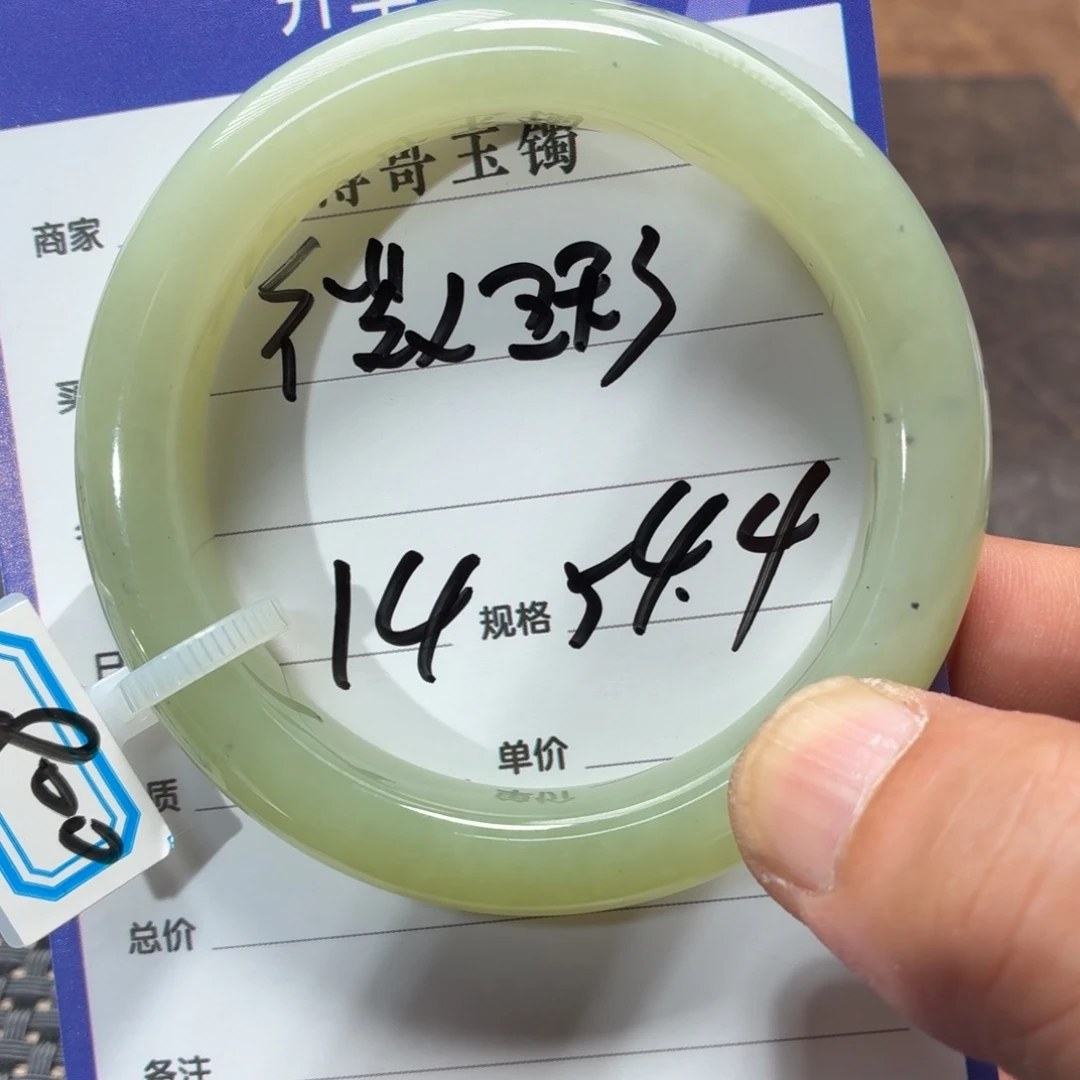 商家 哥玉镯
微瑕
14 规格 54.4
单价
800
质
总价
备注